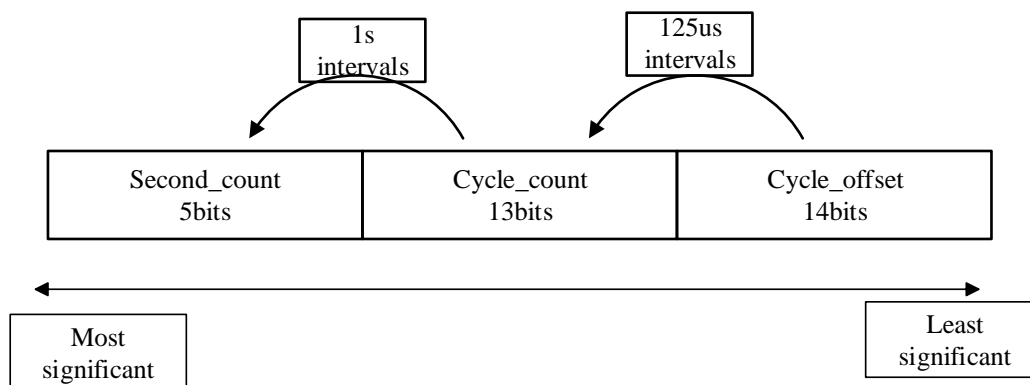 1s
intervals
125us
intervals
Second_count
5bits
Cycle_count
13bits
Cycle_offset
14bits
Most
significant
Least
significant